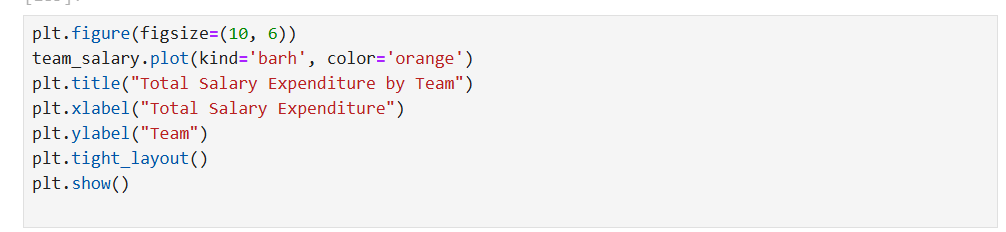 plt.figure(figsize=(10, 6))
team_salary.plot(kind='barh', color='orange')
plt.title("Total Salary Expenditure by Team")
plt.xlabel("Total Salary Expenditure")
plt.ylabel("Team")
plt.tight_layout()
plt.show()